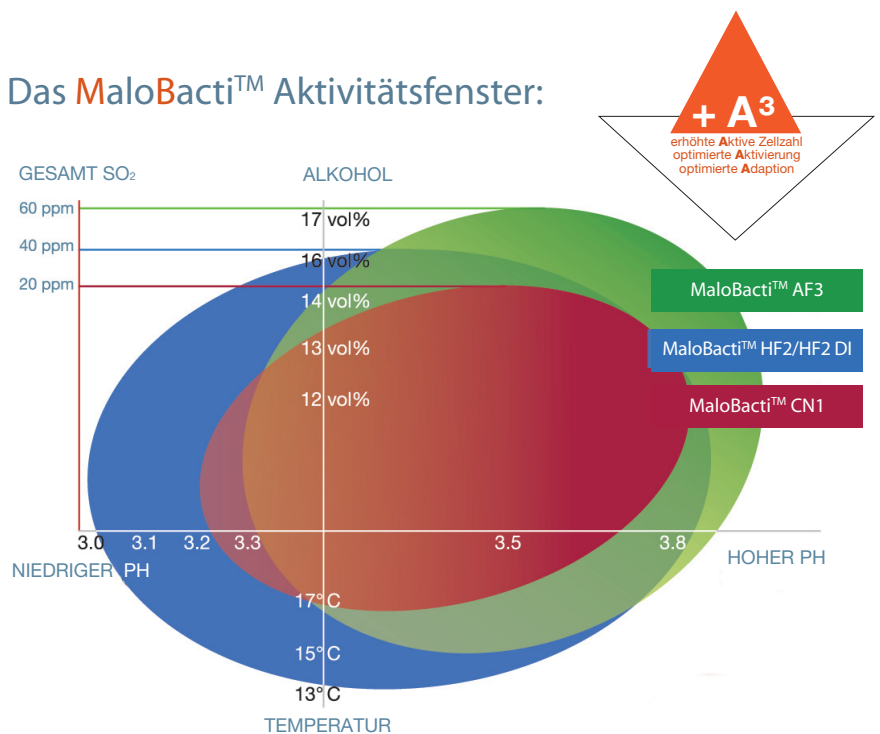 Das MaloBacti™ Aktivitätsfenster:
+ A³
erhöhte Aktive Zellzahl
optimierte Aktivierung
optimierte Adaption
GESAMT SO₂
ALKOHOL
60 ppm
40 ppm
20 ppm
17 vol%
16 vol%
14 vol%
13 vol%
12 vol%
MaloBacti™ AF3
MaloBacti™ HF2/HF2 DI
MaloBacti™ CN1
3.0 3.1 3.2 3.3 3.5 3.8
NIEDRIGER PH
HOHER PH
17°C
15°C
13°C
TEMPERATUR